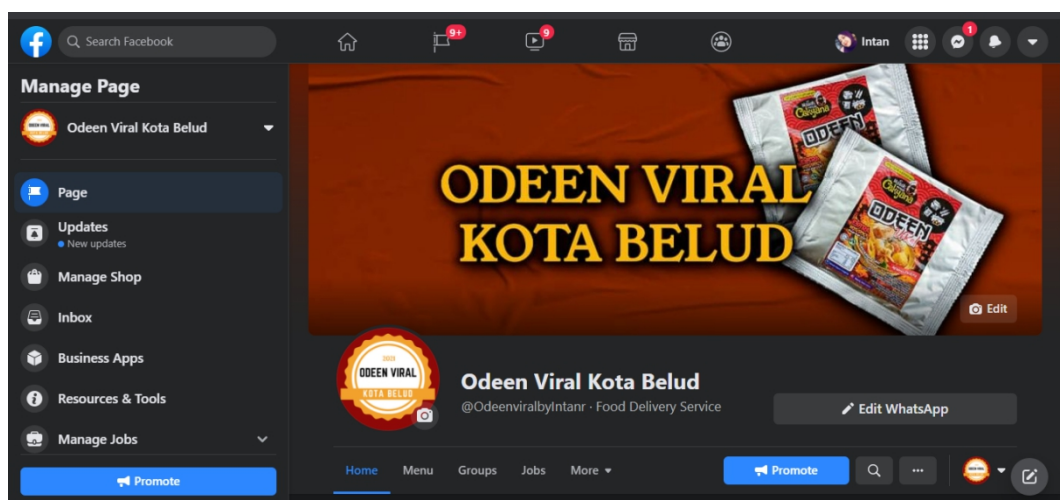 Search Facebook
9+
9
Intan
1
Manage Page
Odeen Viral Kota Belud
Page
Updates
New updates
Manage Shop
Inbox
Business Apps
Resources & Tools
Manage Jobs
Promote
ODEEN VIRAL
KOTA BELUD
ODEEN
ODEEN
Edit
ODEEN VIRAL
KOTA BELUD
Odeen Viral Kota Belud
@OdeenviralbyIntanr · Food Delivery Service
Edit WhatsApp
Home Menu Groups Jobs More
Promote